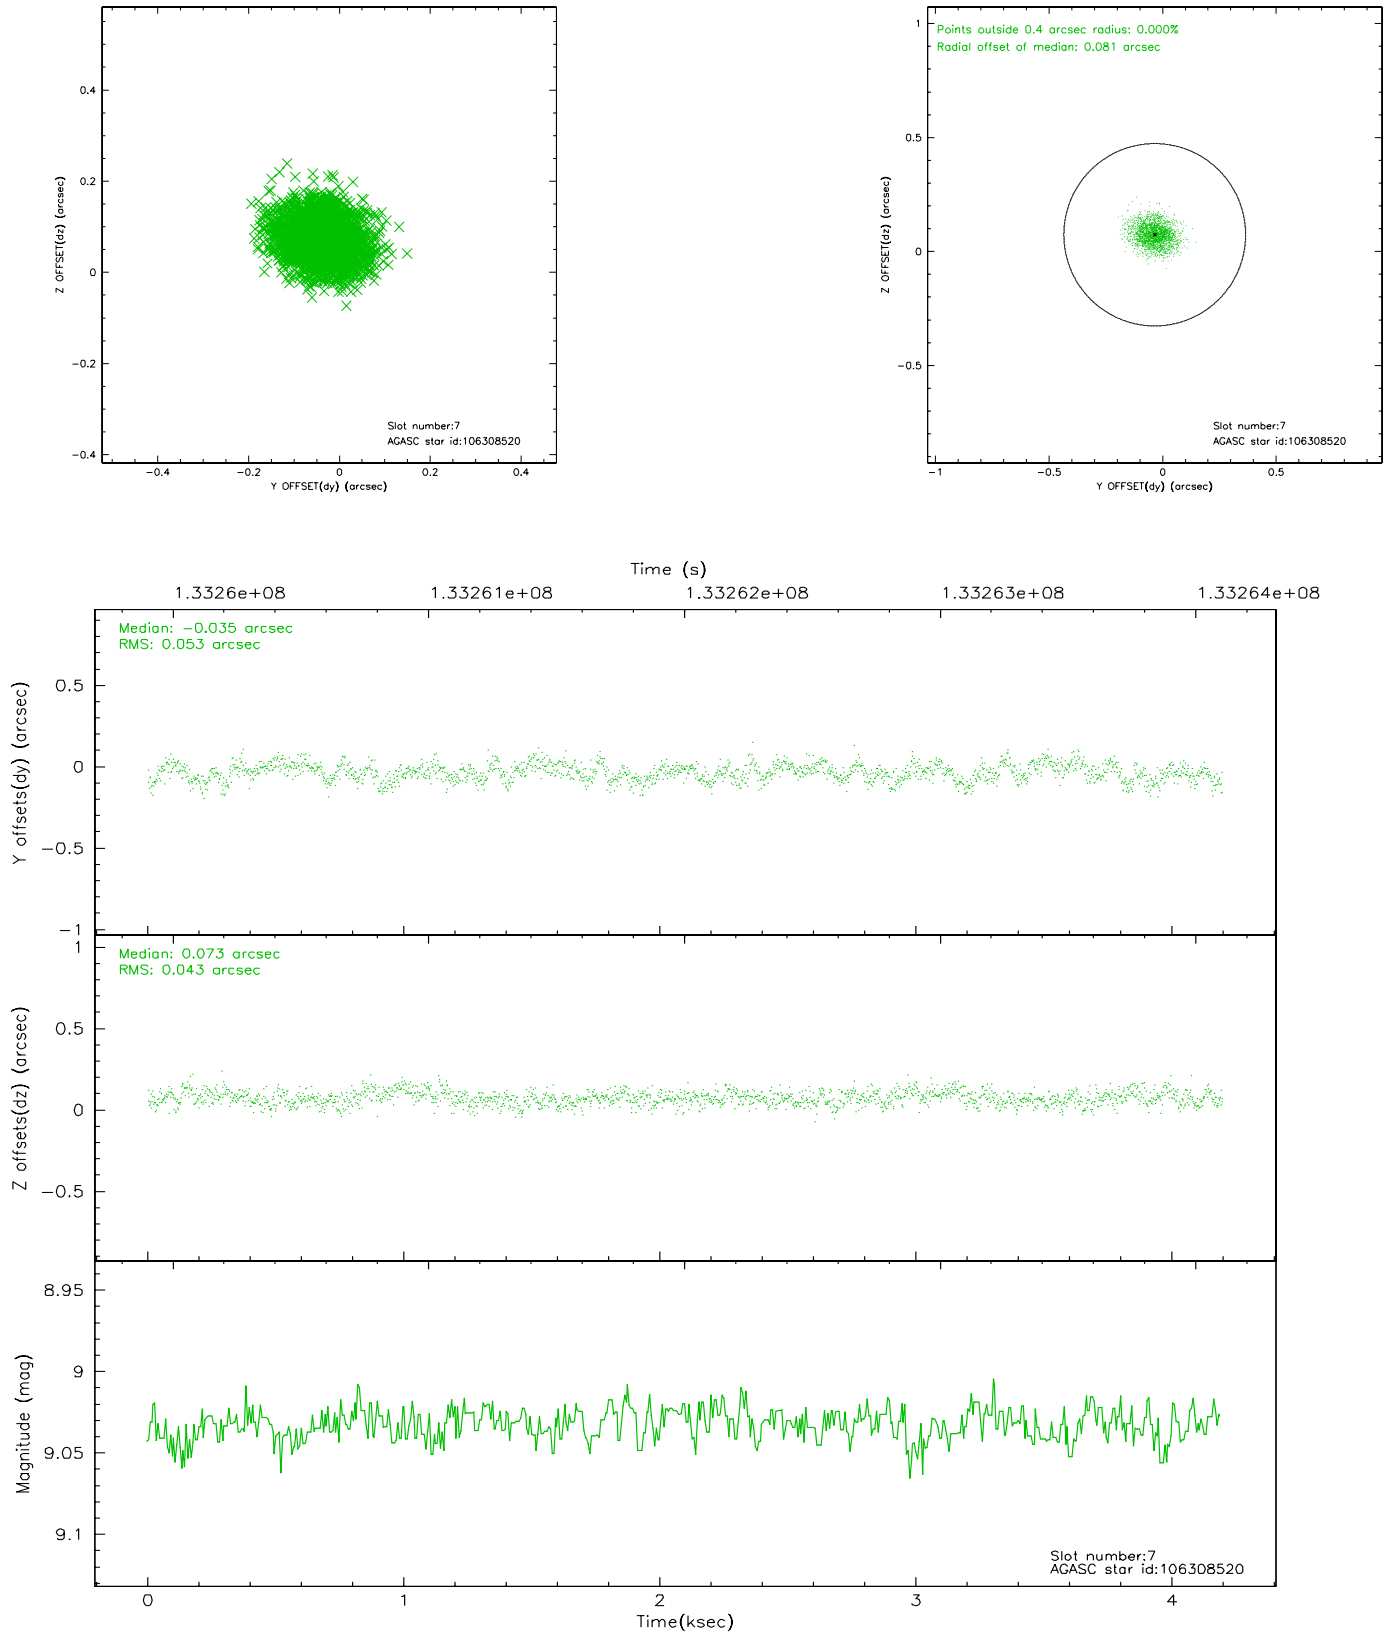 0.4
0.2
0
−0.2
−0.4
Z OFFSET(dz) (arcsec)
−0.4
−0.2
0
0.2
0.4
Y OFFSET(dy) (arcsec)
Slot number:7
AGASC star id:106308520
Points outside 0.4 arcsec radius: 0.000%
Radial offset of median: 0.081 arcsec
1
0.5
0
−0.5
Z OFFSET(dz) (arcsec)
−1
−0.5
0
0.5
Y OFFSET(dy) (arcsec)
Slot number:7
AGASC star id:106308520
Time (s)
1.3326e+08
1.33261e+08
1.33262e+08
1.33263e+08
1.33264e+08
Median: −0.035 arcsec
RMS: 0.053 arcsec
0.5
0
−0.5
−1
Y offsets(dy) (arcsec)
Median: 0.073 arcsec
RMS: 0.043 arcsec
1
0.5
0
−0.5
Z offsets(dz) (arcsec)
8.95
9
9.05
9.1
Magnitude (mag)
Slot number:7
AGASC star id:106308520
0
1
2
3
4
Time(ksec)